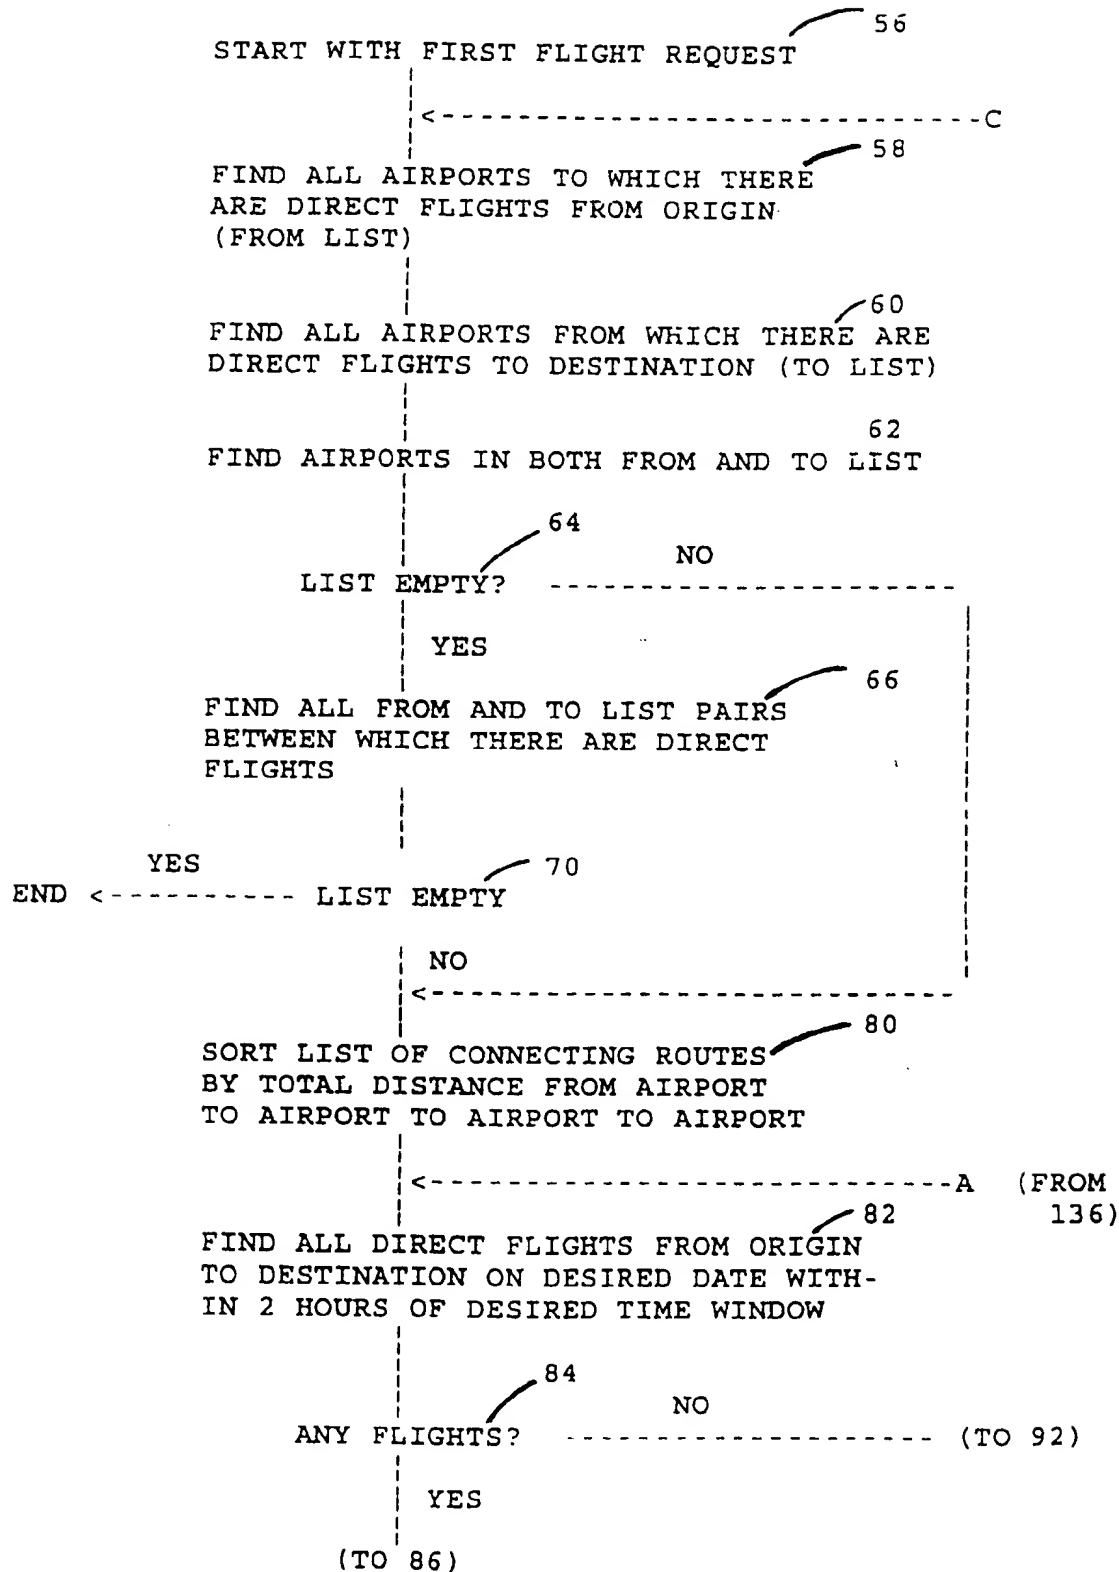 56
START WITH FIRST FLIGHT REQUEST
<-----------------------------C
58
FIND ALL AIRPORTS TO WHICH THERE
ARE DIRECT FLIGHTS FROM ORIGIN
(FROM LIST)
60
FIND ALL AIRPORTS FROM WHICH THERE ARE
DIRECT FLIGHTS TO DESTINATION (TO LIST)
62
FIND AIRPORTS IN BOTH FROM AND TO LIST
64
NO
LIST EMPTY?
YES
66
FIND ALL FROM AND TO LIST PAIRS
BETWEEN WHICH THERE ARE DIRECT
FLIGHTS
YES
70
END <---------- LIST EMPTY
NO
80
SORT LIST OF CONNECTING ROUTES
BY TOTAL DISTANCE FROM AIRPORT
TO AIRPORT TO AIRPORT TO AIRPORT
<----------------------------A (FROM
136)
82
FIND ALL DIRECT FLIGHTS FROM ORIGIN
TO DESTINATION ON DESIRED DATE WITH-
IN 2 HOURS OF DESIRED TIME WINDOW
84
NO
ANY FLIGHTS? -------------------- (TO 92)
YES
(TO 86)